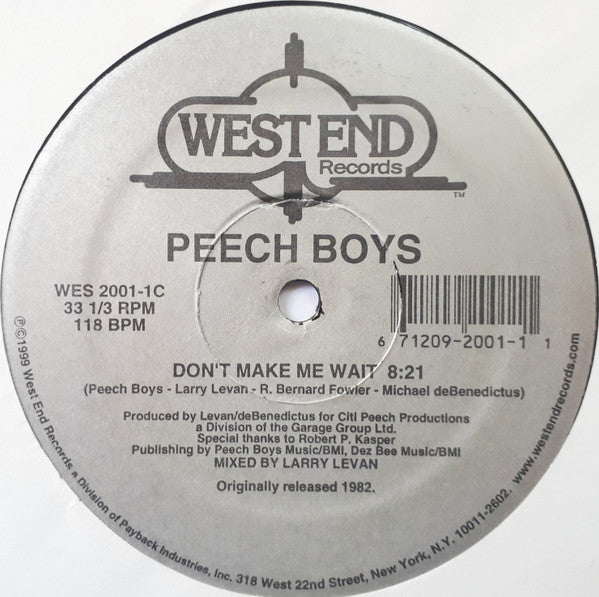 WEST END
Records
TM
PEECH BOYS
WES 2001-1C
33 1/3 RPM
118 BPM
6 71209-2001-1 1
DON'T MAKE ME WAIT 8:21
(Peech Boys - Larry Levan - R. Bernard Fowler - Michael deBenedictus)
Produced by Levan/deBenedictus for Citi Peech Productions
a Division of the Garage Group Ltd.
Special thanks to Robert P. Kasper
Publishing by Peech Boys Music/BMI, Dez Bee Music/BMI
MIXED BY LARRY LEVAN
Originally released 1982.
℗©1999 West End Records, a Division of Payback Industries, Inc. 318 West 22nd Street, New York, N.Y. 10011-2602. www.westendrecords.com